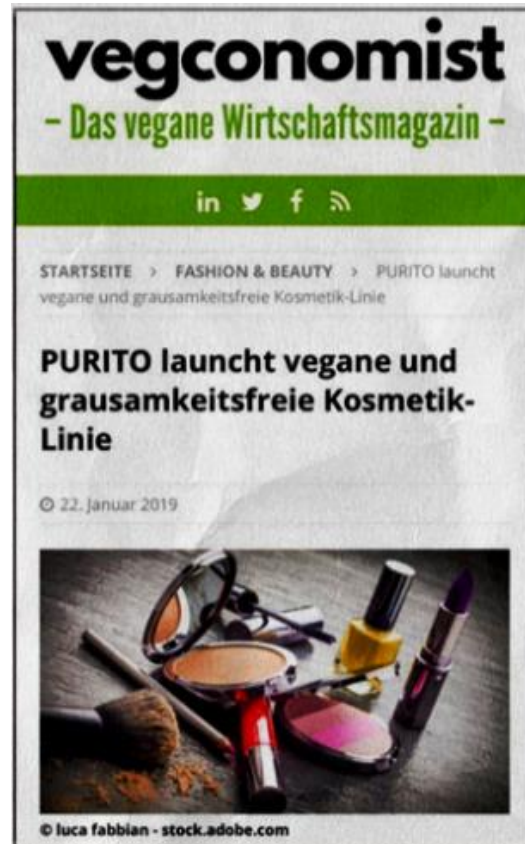 vegconomist
– Das vegane Wirtschaftsmagazin –
in f
STARTSEITE > FASHION & BEAUTY > PURITO launcht
vegane und grausamkeitsfreie Kosmetik-Linie
PURITO launcht vegane und
grausamkeitsfreie Kosmetik-
Linie
22. Januar 2019
© luca fabbian - stock.adobe.com